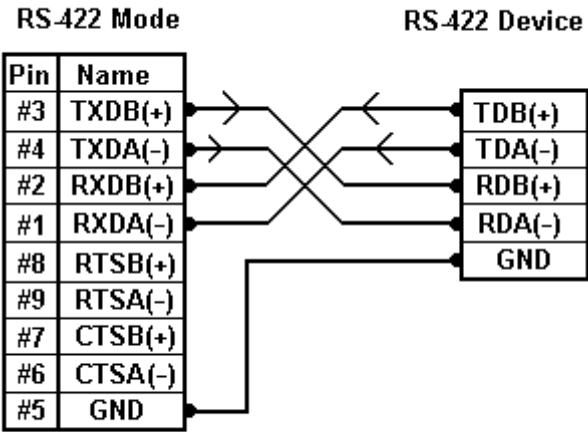 RS-422 Mode RS-422 Device
Pin Name
#3 TXDB(+) TDB(+)
#4 TXDA(-) TDA(-)
#2 RXDB(+) RDB(+)
#1 RXDA(-) RDA(-)
#8 RTSB(+) GND
#9 RTSA(-)
#7 CTSB(+)
#6 CTSA(-)
#5 GND